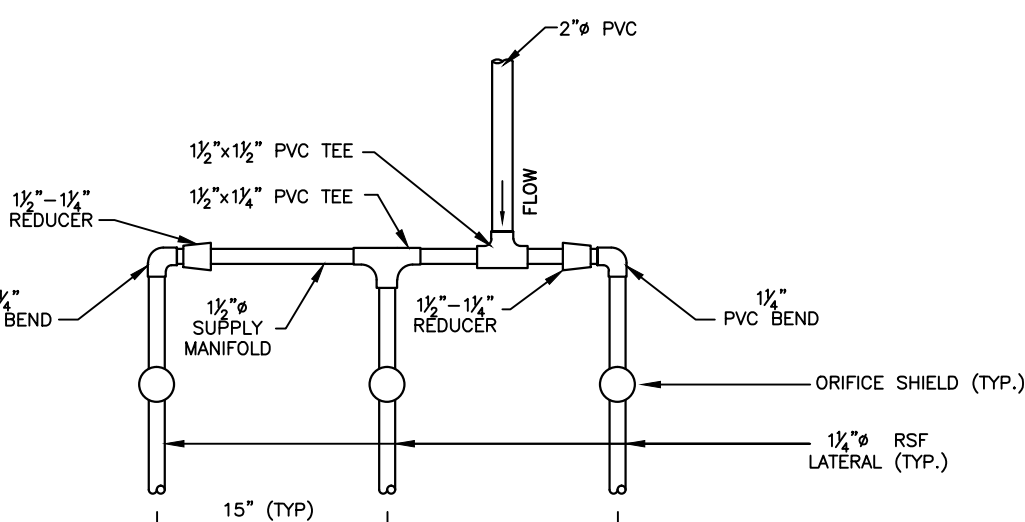 2"ø PVC
1½"x1½" PVC TEE
1½"x1¼" PVC TEE
FLOW
1½"-1¼"
REDUCER
¼"
BEND
1½"ø
SUPPLY
MANIFOLD
1½"-1¼"
REDUCER
1¼"
PVC BEND
ORIFICE SHIELD (TYP.)
1¼"ø RSF
LATERAL (TYP.)
15" (TYP)